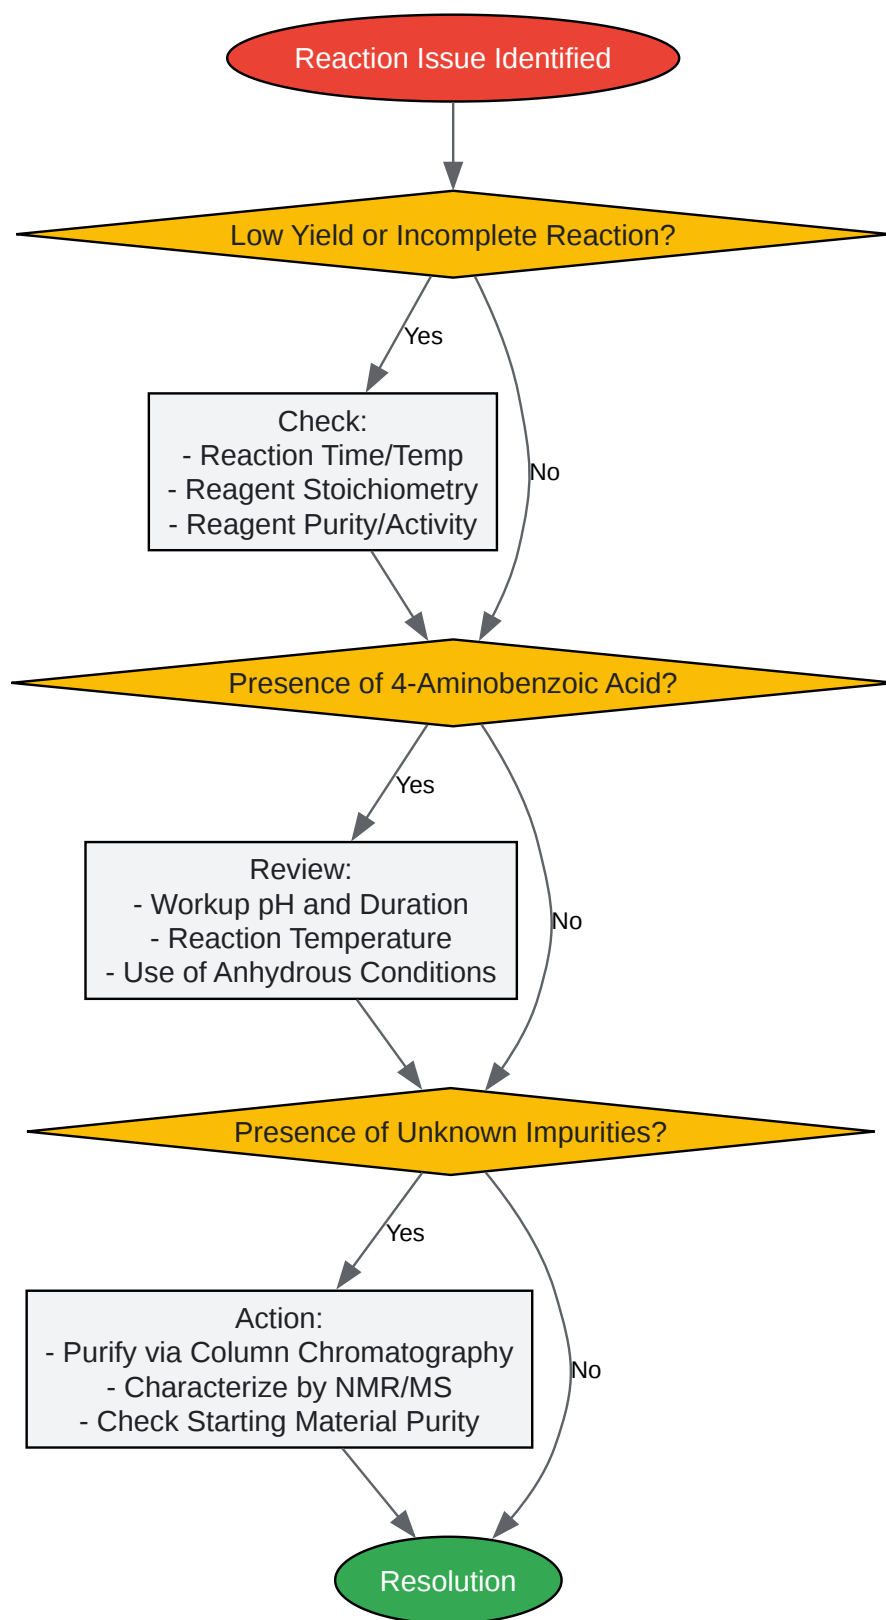 Reaction Issue Identified
Low Yield or Incomplete Reaction?
Yes
Check:
- Reaction Time/Temp
- Reagent Stoichiometry
- Reagent Purity/Activity
No
Presence of 4-Aminobenzoic Acid?
Yes
Review:
- Workup pH and Duration
- Reaction Temperature
- Use of Anhydrous Conditions
No
Presence of Unknown Impurities?
Yes
Action:
- Purify via Column Chromatography
- Characterize by NMR/MS
- Check Starting Material Purity
No
Resolution